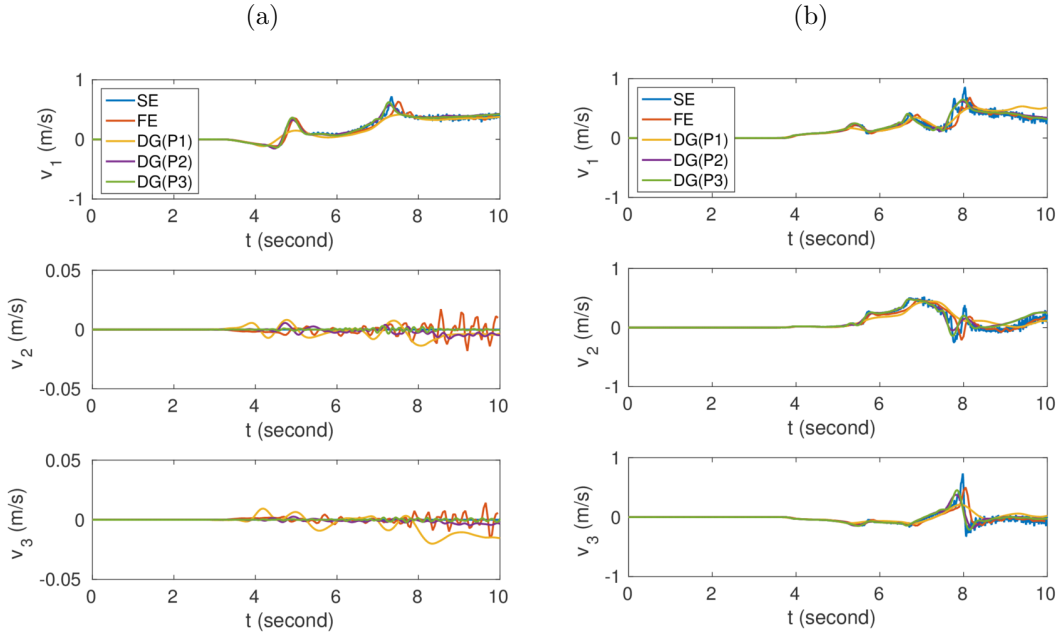 (a)
1
0
-1
v1 (m/s)
SE
FE
DG(P1)
DG(P2)
DG(P3)
0 2 4 6 8 10
t (second)
0.05
0
-0.05
v2 (m/s)
0 2 4 6 8 10
t (second)
0.05
0
-0.05
v3 (m/s)
0 2 4 6 8 10
t (second)
(b)
1
0
-1
v1 (m/s)
SE
FE
DG(P1)
DG(P2)
DG(P3)
0 2 4 6 8 10
t (second)
1
0
-1
v2 (m/s)
0 2 4 6 8 10
t (second)
1
0
-1
v3 (m/s)
0 2 4 6 8 10
t (second)